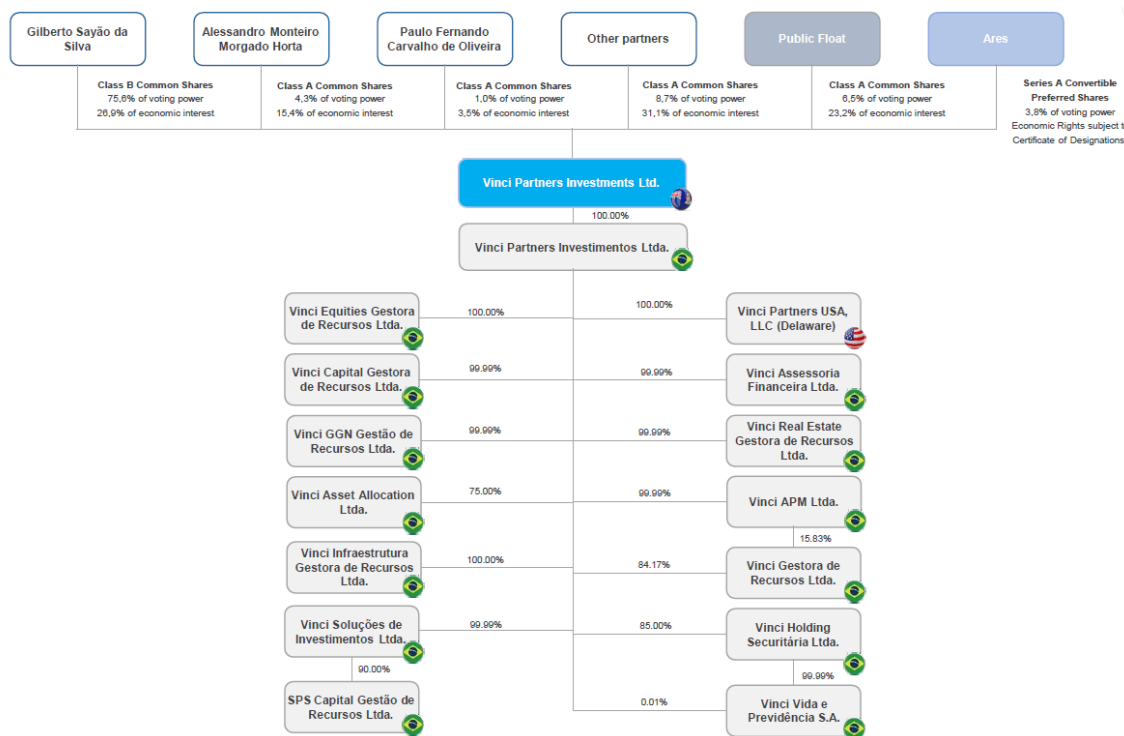 Gilberto Sayão da
Silva
Alessandro Monteiro
Morgado Horta
Paulo Fernando
Carvalho de Oliveira
Other partners
Public Float
Ares
Class B Common Shares
75,6% of voting power
26,9% of economic interest
Class A Common Shares
4,3% of voting power
15,4% of economic interest
Class A Common Shares
1,0% of voting power
3,5% of economic interest
Class A Common Shares
8,7% of voting power
31,1% of economic interest
Class A Common Shares
6,5% of voting power
23,2% of economic interest
Series A Convertible
Preferred Shares
3,8% of voting power
Economic Rights subject t
Certificate of Designations
Vinci Partners Investments Ltd.
100.00%
Vinci Partners Investimentos Ltda.
Vinci Equities Gestora
de Recursos Ltda.
100.00%
100.00%
Vinci Partners USA,
LLC (Delaware)
Vinci Capital Gestora
de Recursos Ltda.
99.99%
99.99%
Vinci Assessoria
Financeira Ltda.
Vinci GGN Gestão de
Recursos Ltda.
99.99%
99.99%
Vinci Real Estate
Gestora de Recursos
Ltda.
Vinci Asset Allocation
Ltda.
75.00%
99.99%
Vinci APM Ltda.
15.83%
Vinci Infraestrutura
Gestora de Recursos
Ltda.
100.00%
84.17%
Vinci Gestora de
Recursos Ltda.
Vinci Soluções de
Investimentos Ltda.
99.99%
85.00%
Vinci Holding
Securitária Ltda.
90.00%
99.99%
SPS Capital Gestão de
Recursos Ltda.
0.01%
Vinci Vida e
Previdência S.A.